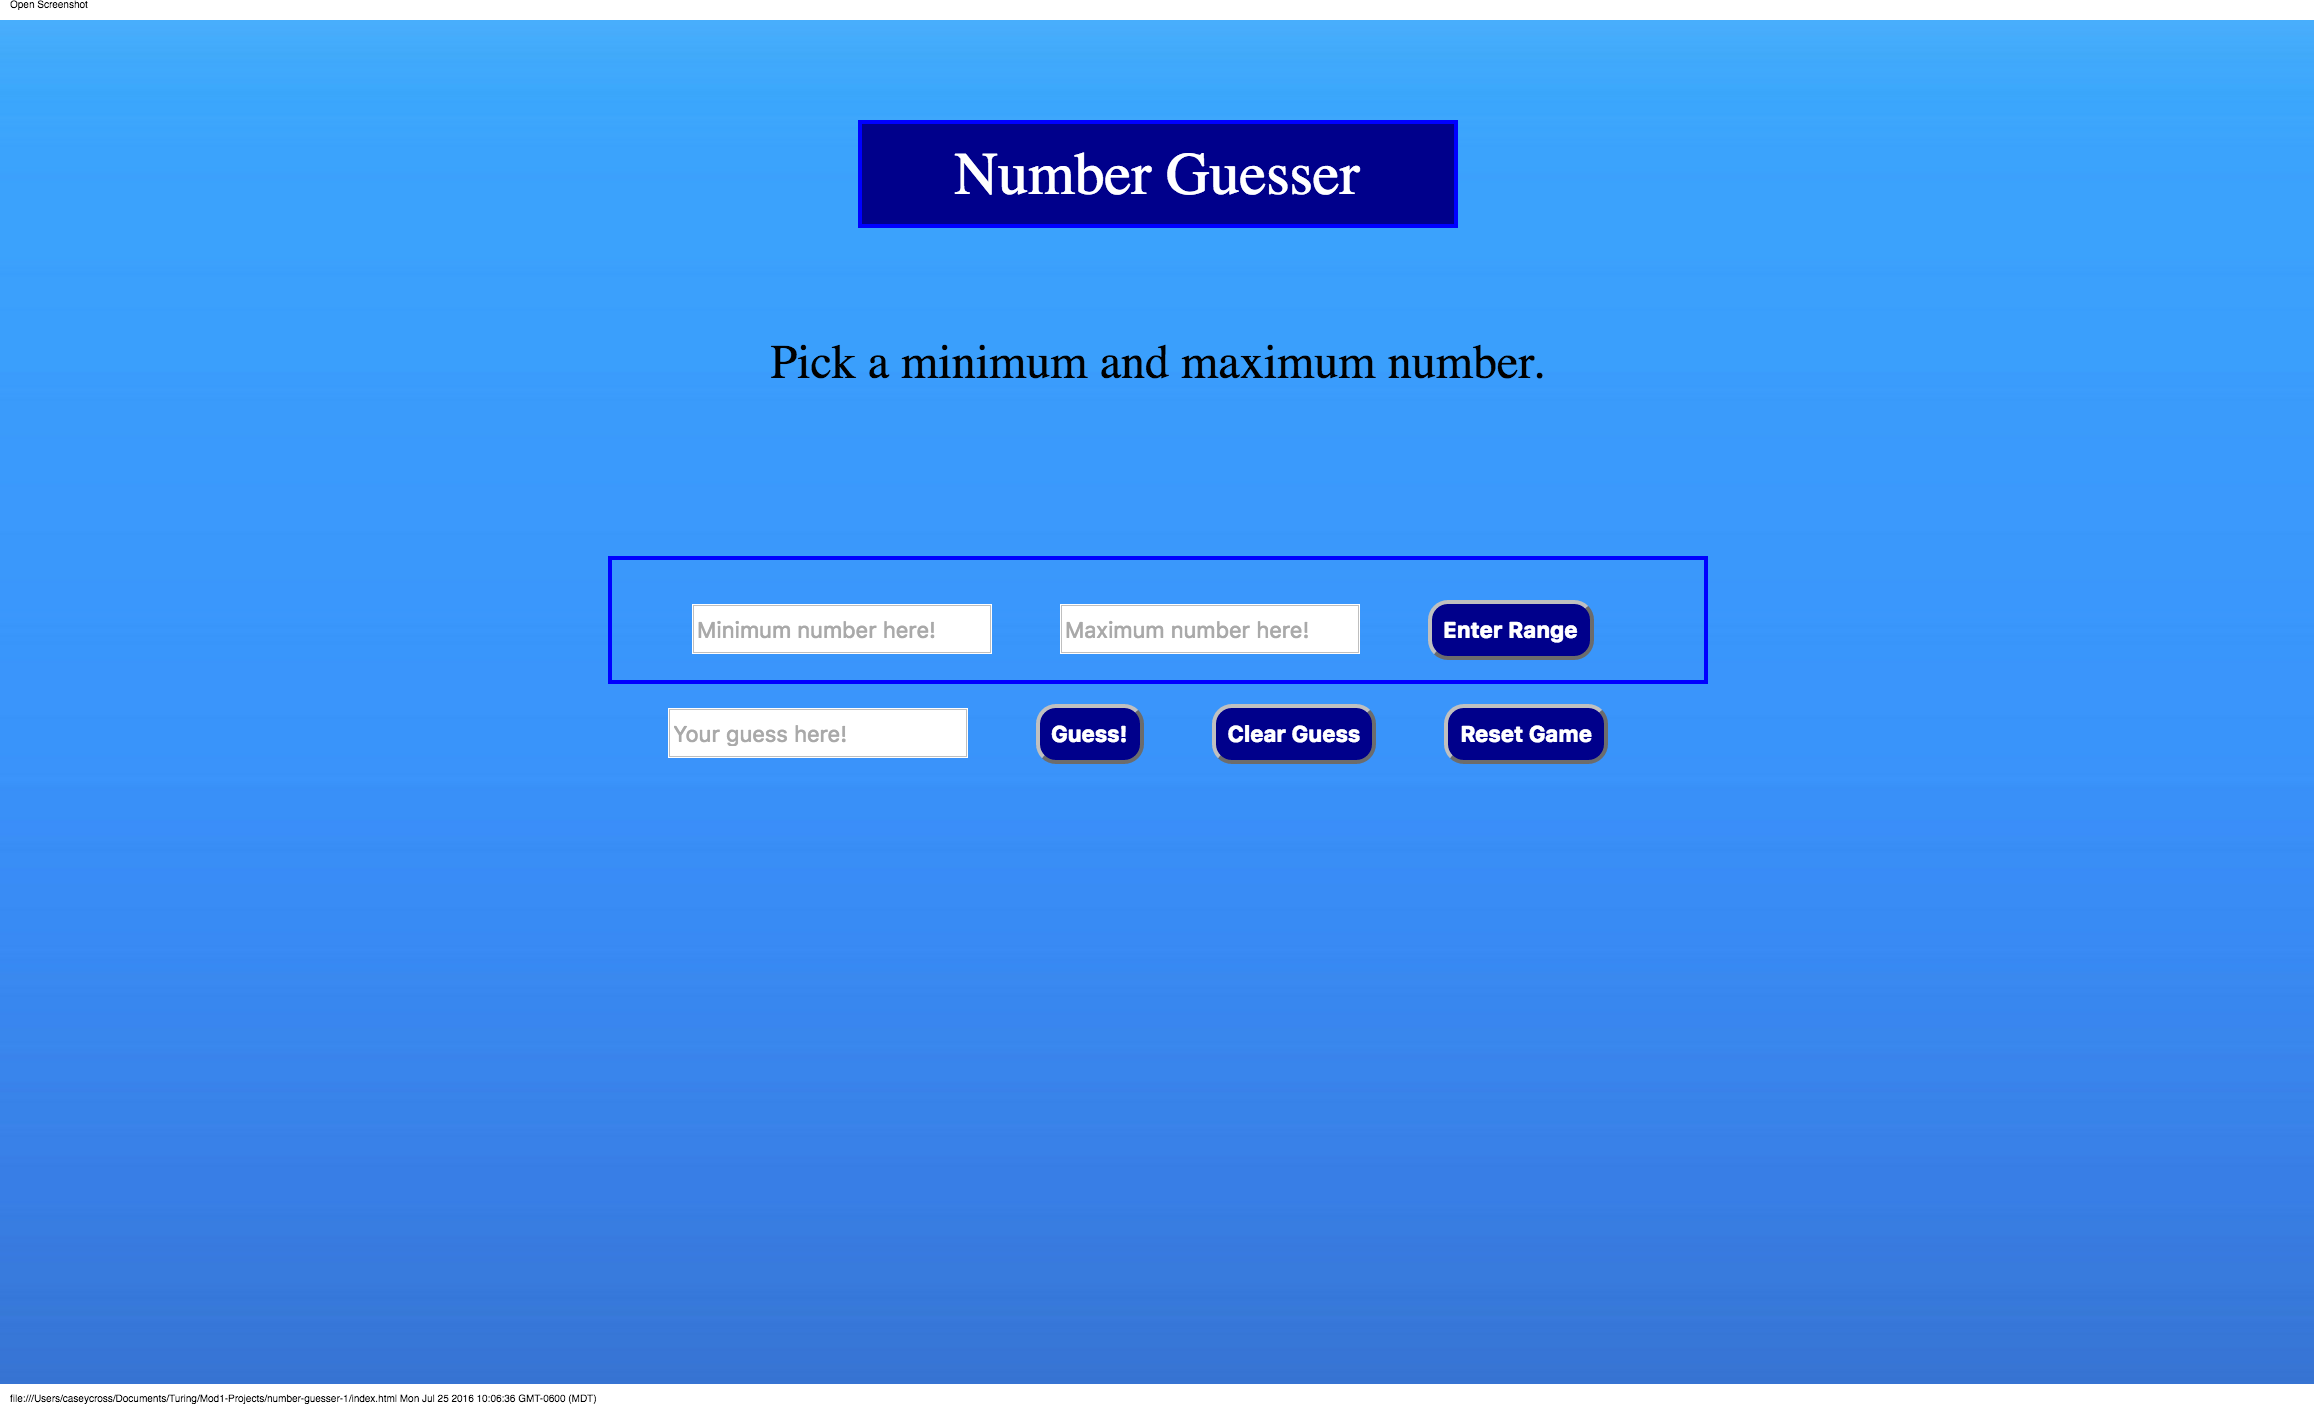 Open Screenshot
Number Guesser
Pick a minimum and maximum number.
Minimum number here! Maximum number here! Enter Range
Your guess here! Guess! Clear Guess Reset Game
file:///Users/caseycross/Documents/Turing/Mod1-Projects/number-guesser-1/index.html Mon Jul 25 2016 10:06:36 GMT-0600 (MDT)